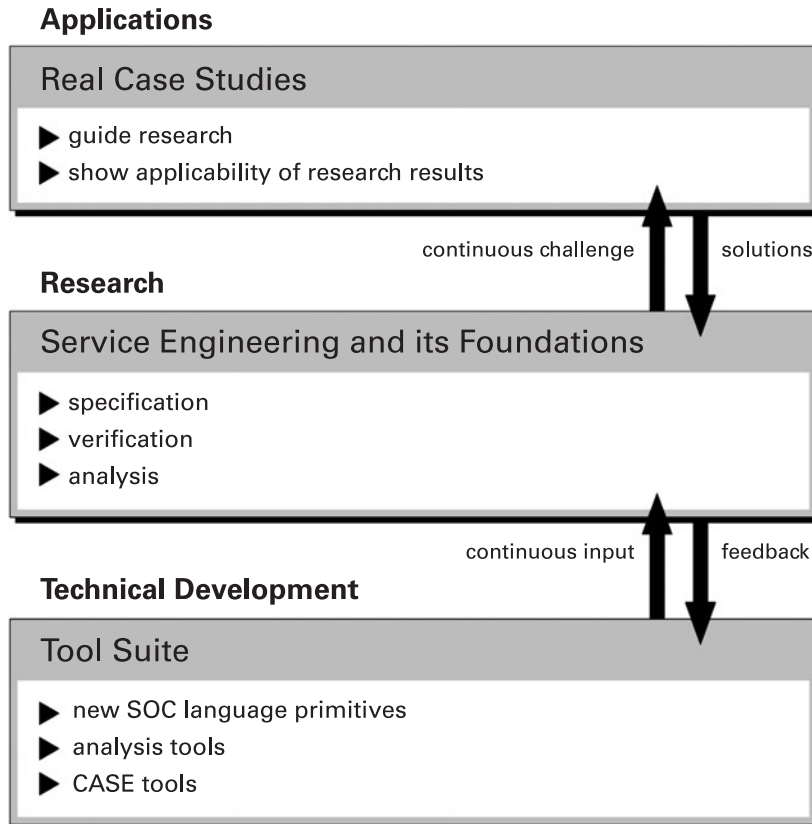 Applications
Real Case Studies
guide research
show applicability of research results
continuous challenge
solutions
Research
Service Engineering and its Foundations
specification
verification
analysis
continuous input
feedback
Technical Development
Tool Suite
new SOC language primitives
analysis tools
CASE tools